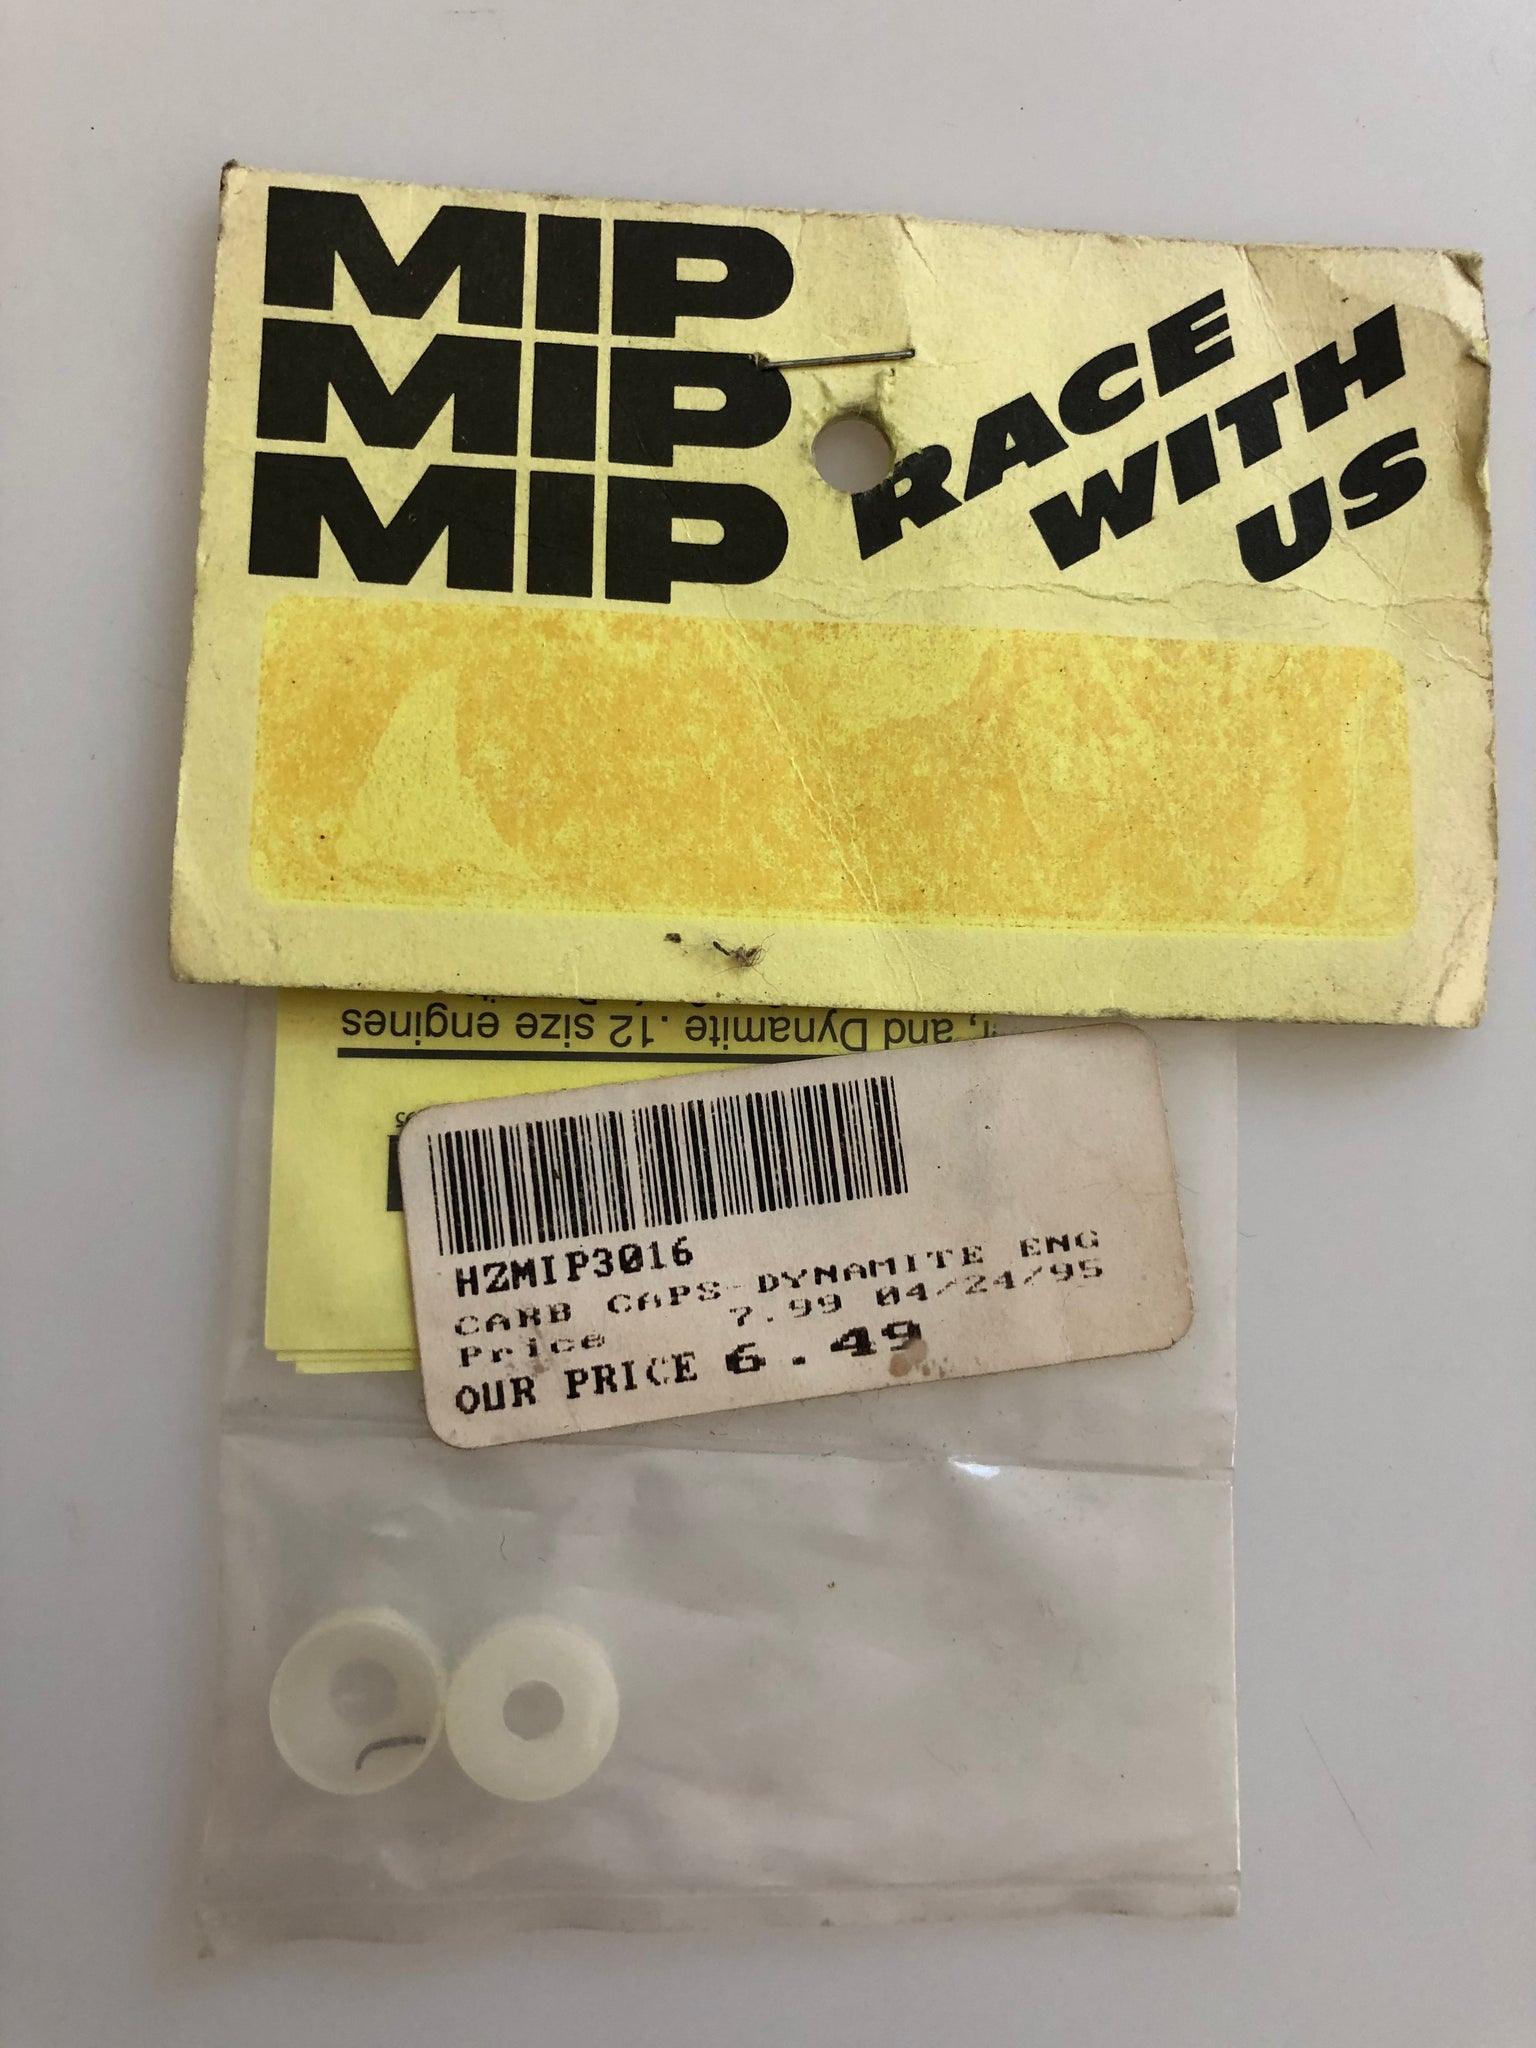 MIP
MIP
MIP
RACE
WITH
US
and Dynamite .12 size engines
HZMIP3016
CARB CAPS-DYNAMITE ENG
Price 7.99 04/24/95
OUR PRICE 6.49